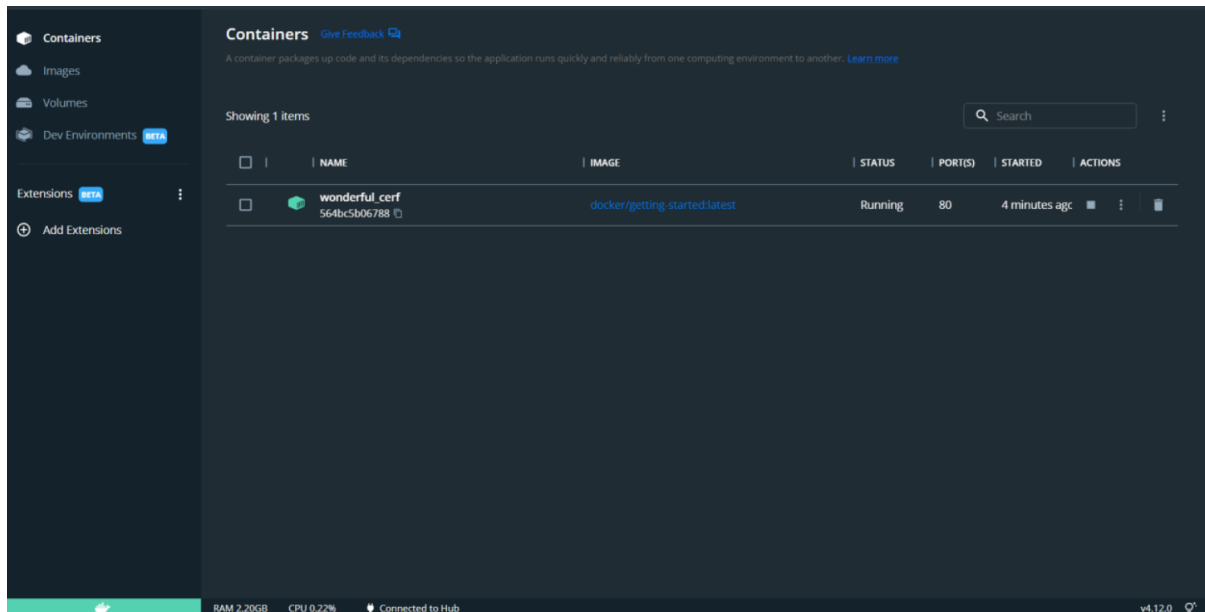 Containers
Images
Volumes
Dev Environments BETA
Extensions BETA
Add Extensions
Containers Give Feedback
A container packages up code and its dependencies so the application runs quickly and reliably from one computing environment to another. Learn more
Showing 1 items
Search
NAME IMAGE STATUS PORT(S) STARTED ACTIONS
wonderful_cerf
564bc5b06788
docker/getting-started:latest Running 80 4 minutes agc
RAM 2.20GB CPU 0.22% Connected to Hub v4.12.0